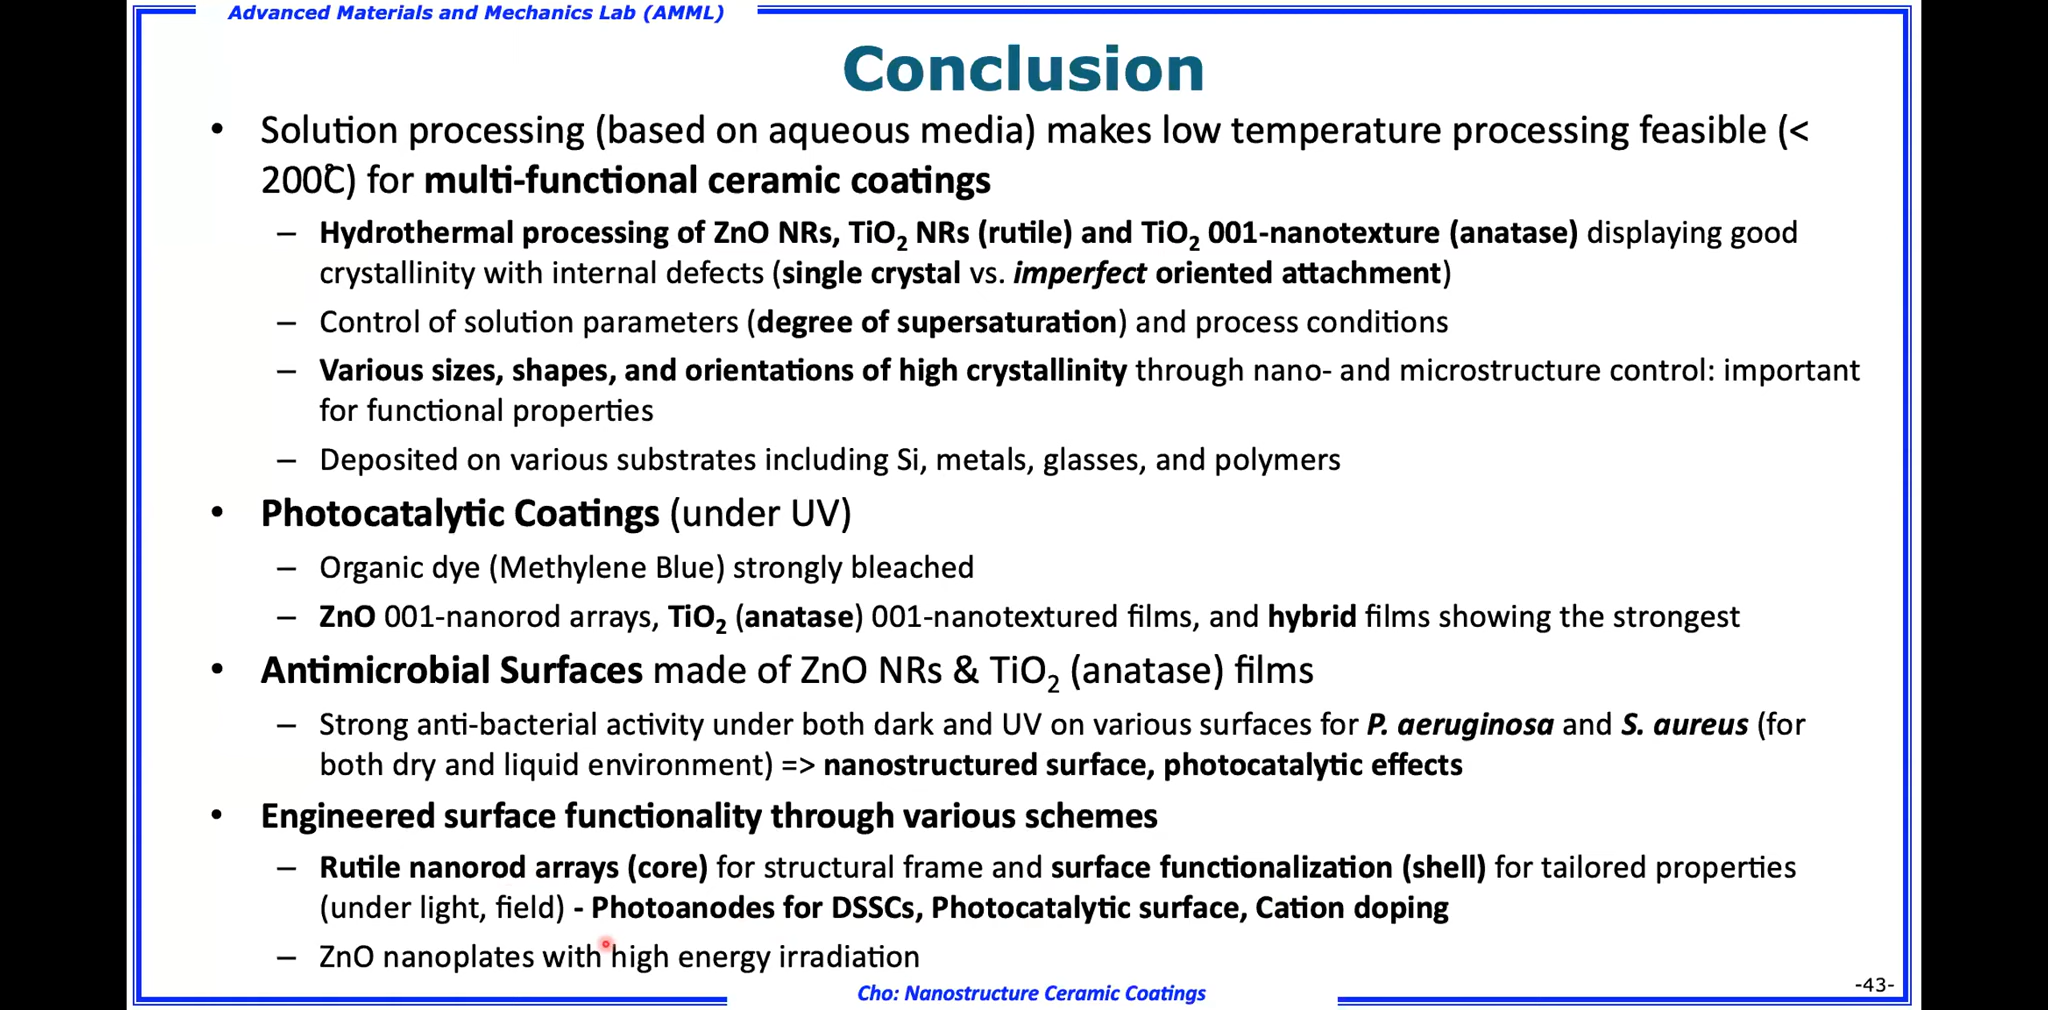 Advanced Materials and Mechanics Lab (AMML)
Conclusion
• Solution processing (based on aqueous media) makes low temperature processing feasible (<
200℃) for multi-functional ceramic coatings
– Hydrothermal processing of ZnO NRs, TiO₂ NRs (rutile) and TiO₂ 001-nanotexture (anatase) displaying good
crystallinity with internal defects (single crystal vs. imperfect oriented attachment)
– Control of solution parameters (degree of supersaturation) and process conditions
– Various sizes, shapes, and orientations of high crystallinity through nano- and microstructure control: important
for functional properties
– Deposited on various substrates including Si, metals, glasses, and polymers
• Photocatalytic Coatings (under UV)
– Organic dye (Methylene Blue) strongly bleached
– ZnO 001-nanorod arrays, TiO₂ (anatase) 001-nanotextured films, and hybrid films showing the strongest
• Antimicrobial Surfaces made of ZnO NRs & TiO₂ (anatase) films
– Strong anti-bacterial activity under both dark and UV on various surfaces for P. aeruginosa and S. aureus (for
both dry and liquid environment) => nanostructured surface, photocatalytic effects
• Engineered surface functionality through various schemes
– Rutile nanorod arrays (core) for structural frame and surface functionalization (shell) for tailored properties
(under light, field) - Photoanodes for DSSCs, Photocatalytic surface, Cation doping
– ZnO nanoplates with high energy irradiation
Cho: Nanostructure Ceramic Coatings
-43-